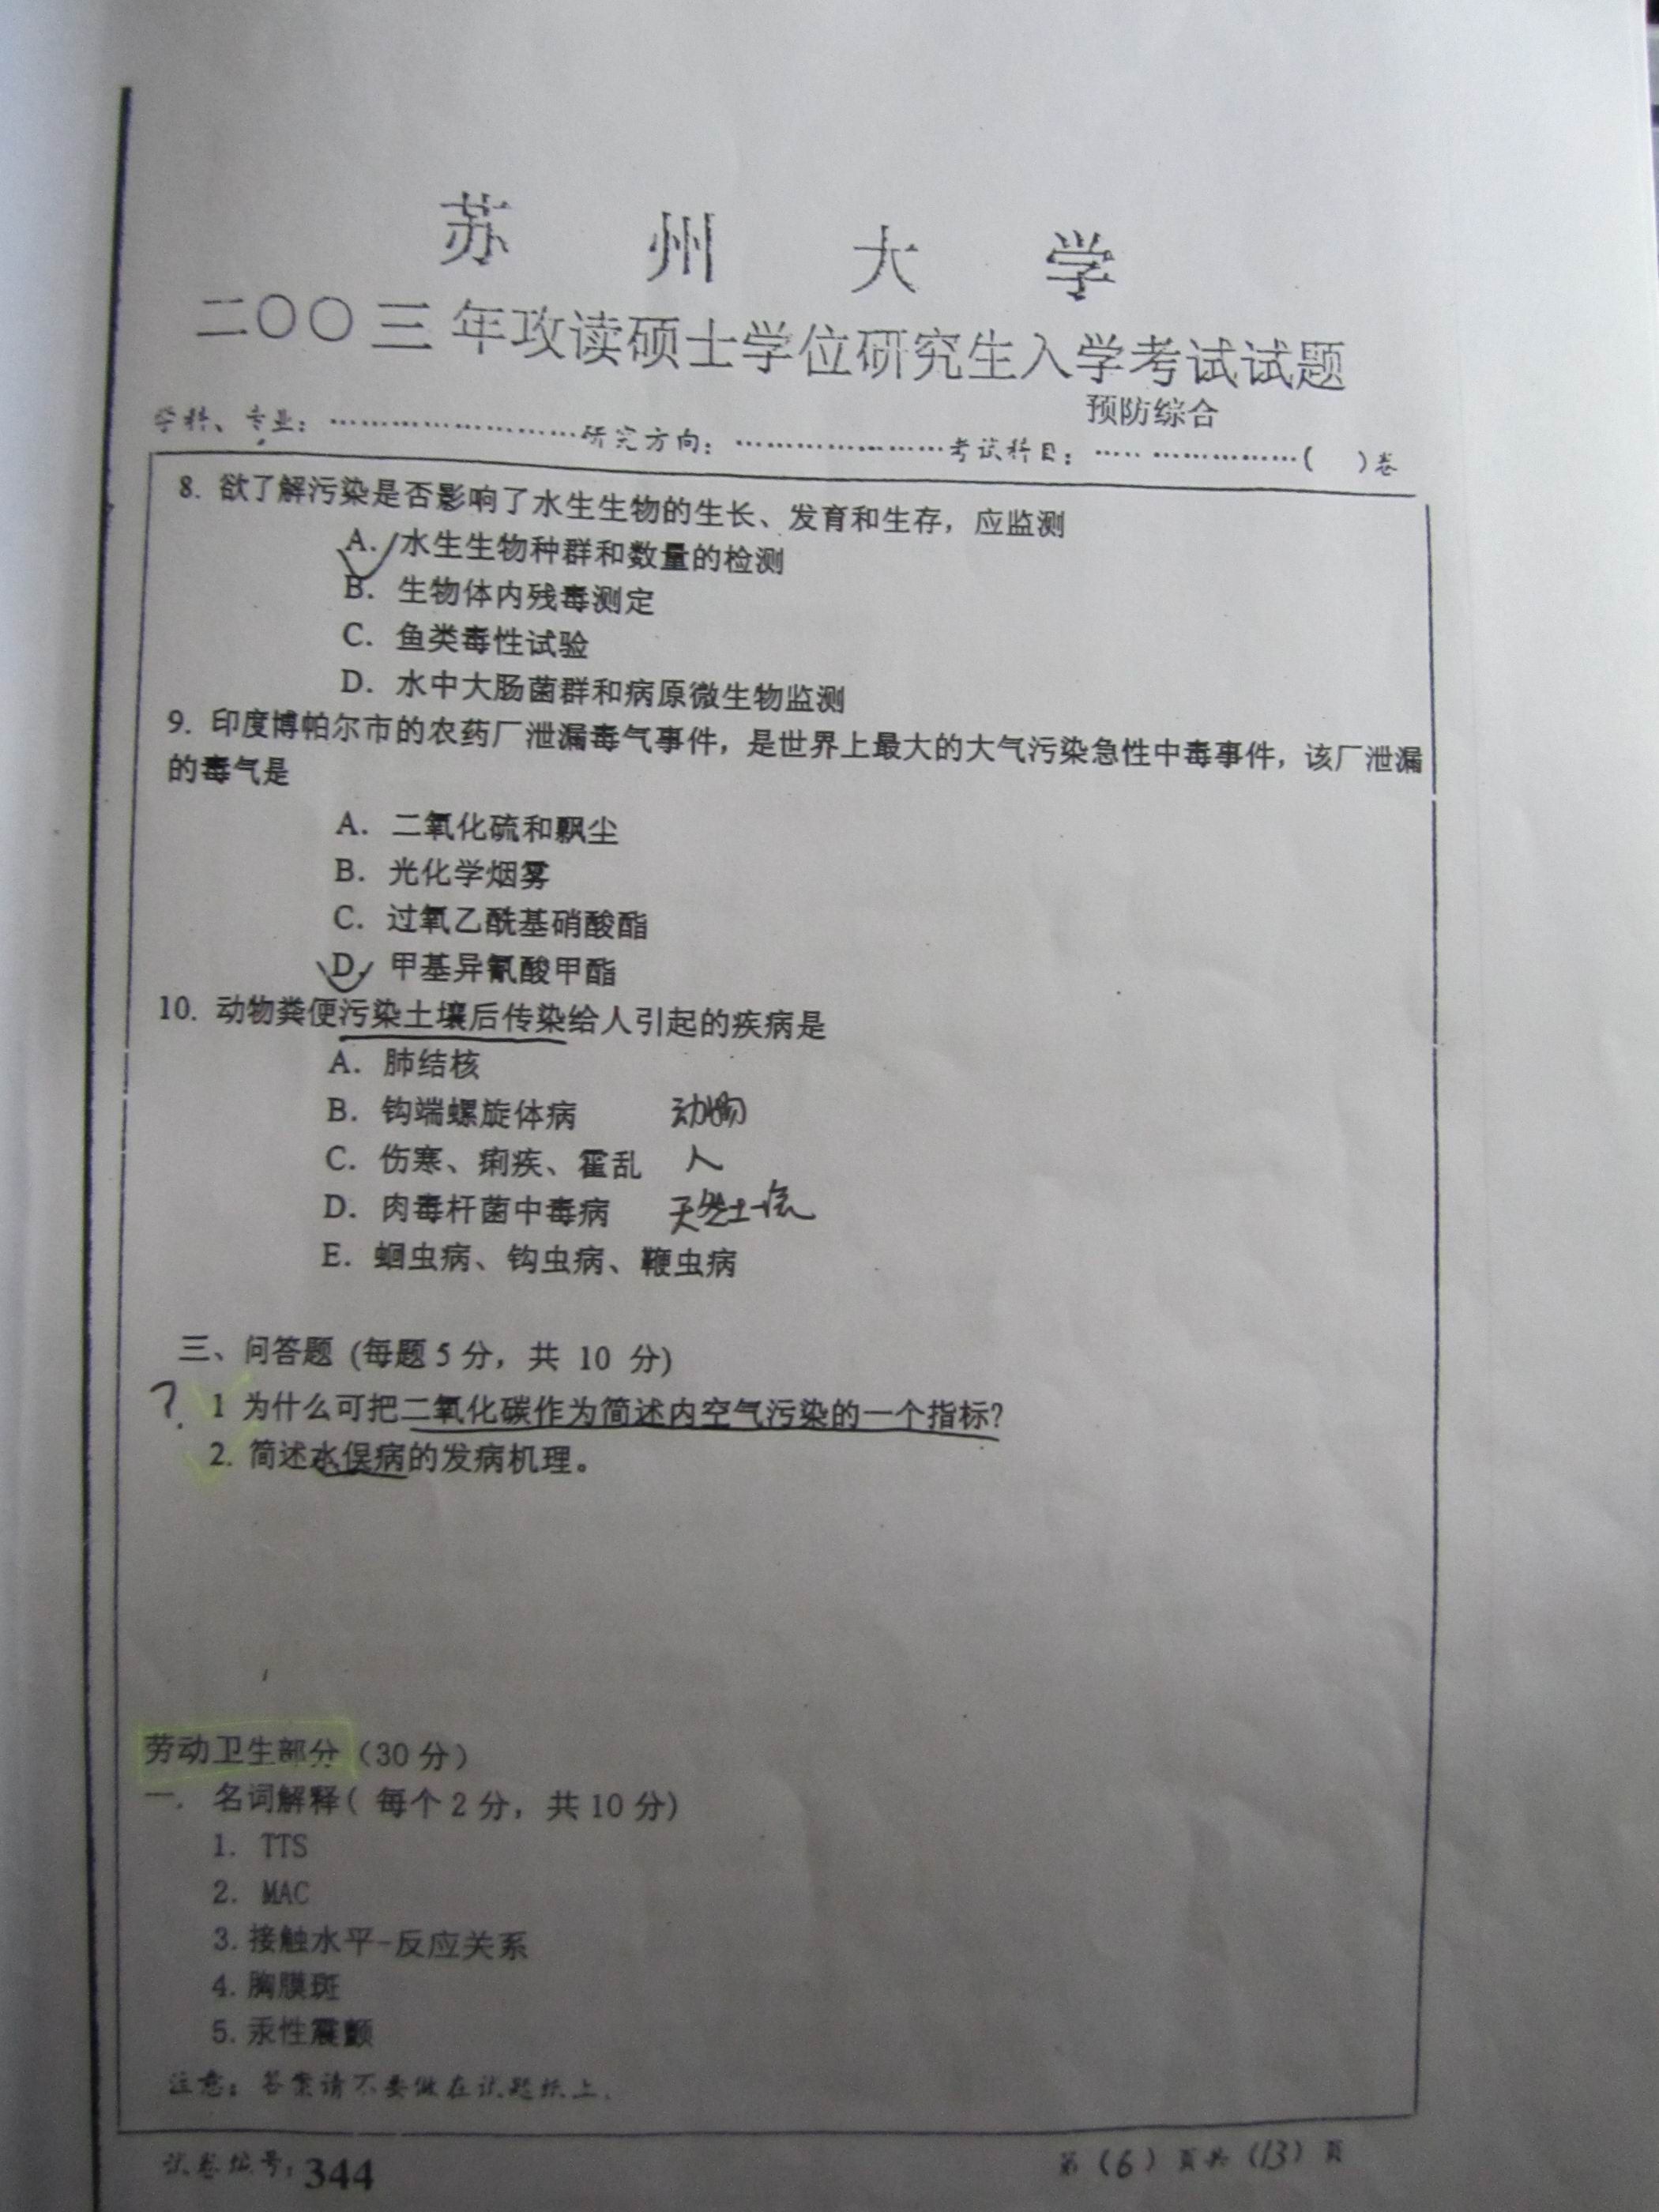 苏 州 大 学
二〇〇三年攻读硕士学位研究生入学考试试题
预防综合
学科、专业：……………………研究方向：…………………考试科目：…… ……………( )卷
8. 欲了解污染是否影响了水生生物的生长、发育和生存，应监测
A. 水生生物种群和数量的检测
B. 生物体内残毒测定
C. 鱼类毒性试验
D. 水中大肠菌群和病原微生物监测
9. 印度博帕尔市的农药厂泄漏毒气事件，是世界上最大的大气污染急性中毒事件，该厂泄漏
的毒气是
A. 二氧化硫和飘尘
B. 光化学烟雾
C. 过氧乙酰基硝酸酯
D. 甲基异氰酸甲酯
10. 动物粪便污染土壤后传染给人引起的疾病是
A. 肺结核
B. 钩端螺旋体病 动物
C. 伤寒、痢疾、霍乱 人
D. 肉毒杆菌中毒病 天然土壤
E. 蛔虫病、钩虫病、鞭虫病
三、问答题 (每题 5 分，共 10 分)
? 1 为什么可把二氧化碳作为简述内空气污染的一个指标?
2. 简述水俣病的发病机理。
劳动卫生部分（30 分）
一. 名词解释( 每个 2 分，共 10 分)
1. TTS
2. MAC
3. 接触水平-反应关系
4. 胸膜斑
5. 汞性震颤
注意：答案请不要做在试题纸上.
试卷编号：344
第（6）页共（13）页